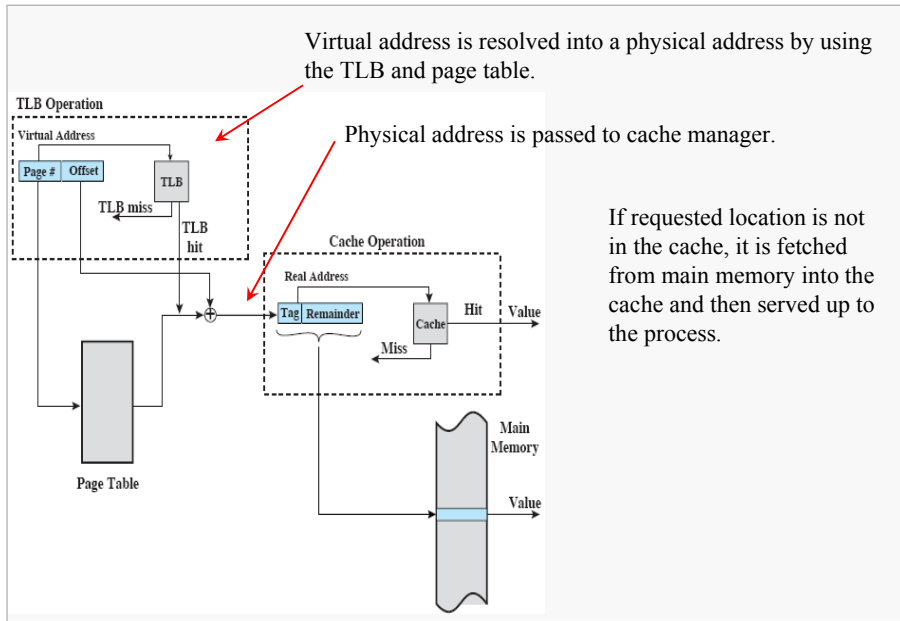 Virtual address is resolved into a physical address by using
the TLB and page table.
TLB Operation
Virtual Address
Physical address is passed to cache manager.
Page #
Offset
TLB
TLB miss
TLB
hit
If requested location is not
in the cache, it is fetched
from main memory into the
cache and then served up to
the process.
Cache Operation
Real Address
Tag
Remainder
Cache
Hit
Value
Miss
Main
Memory
Page Table
Value